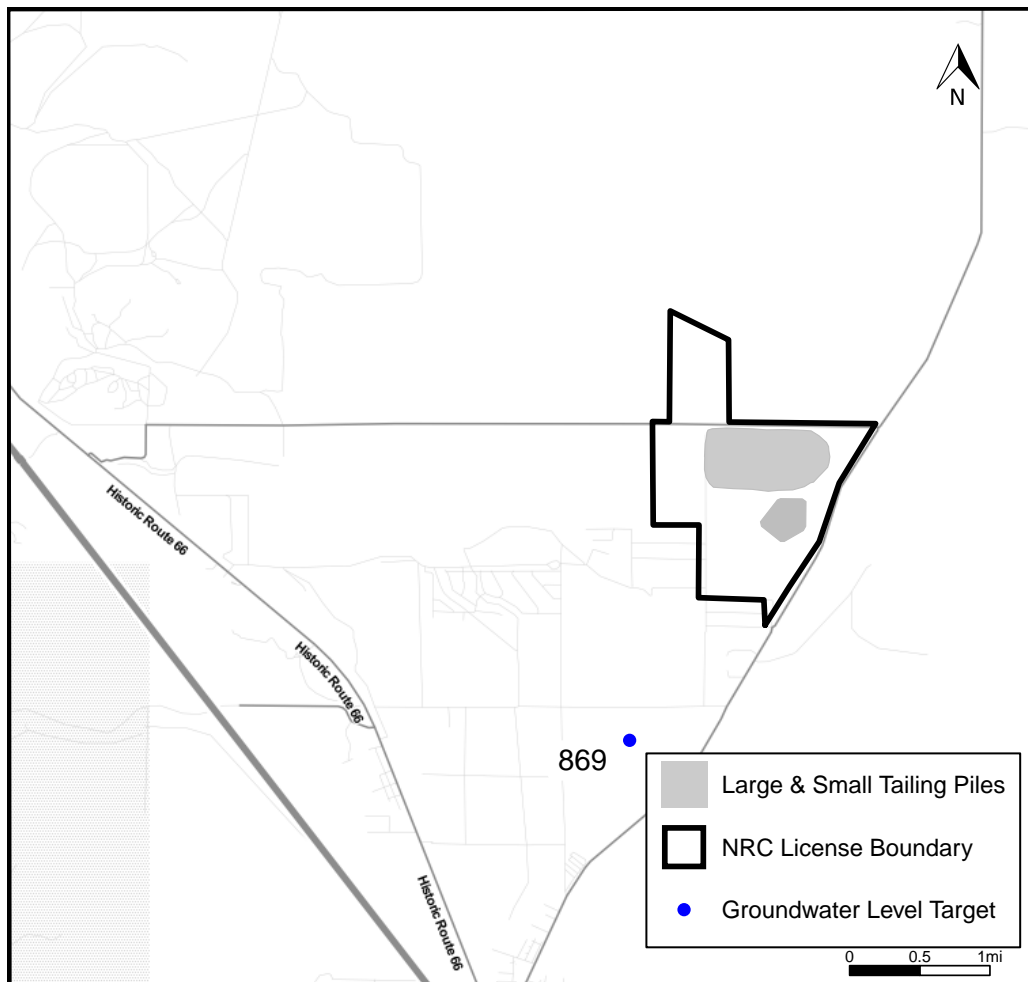 N
Historic Route 66
Historic Route 66
869
Large & Small Tailing Piles
NRC License Boundary
Historic Route 66
Groundwater Level Target
0 0.5 1mi